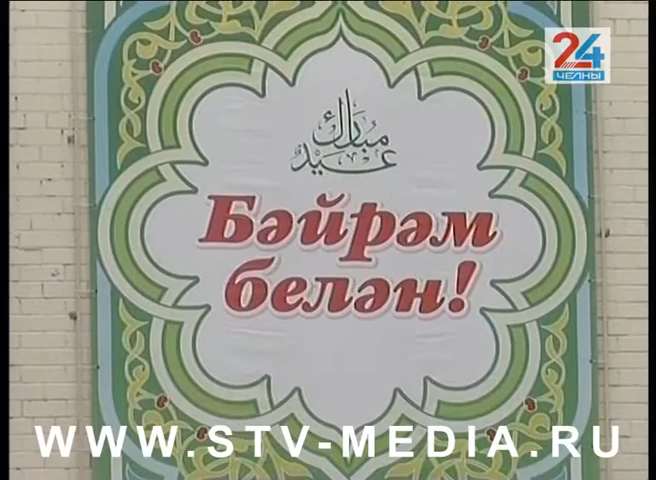 24
ЧЕЛНЫ
عيد مبارك
Бәйрәм
белән!
WWW.STV-MEDIA.RU